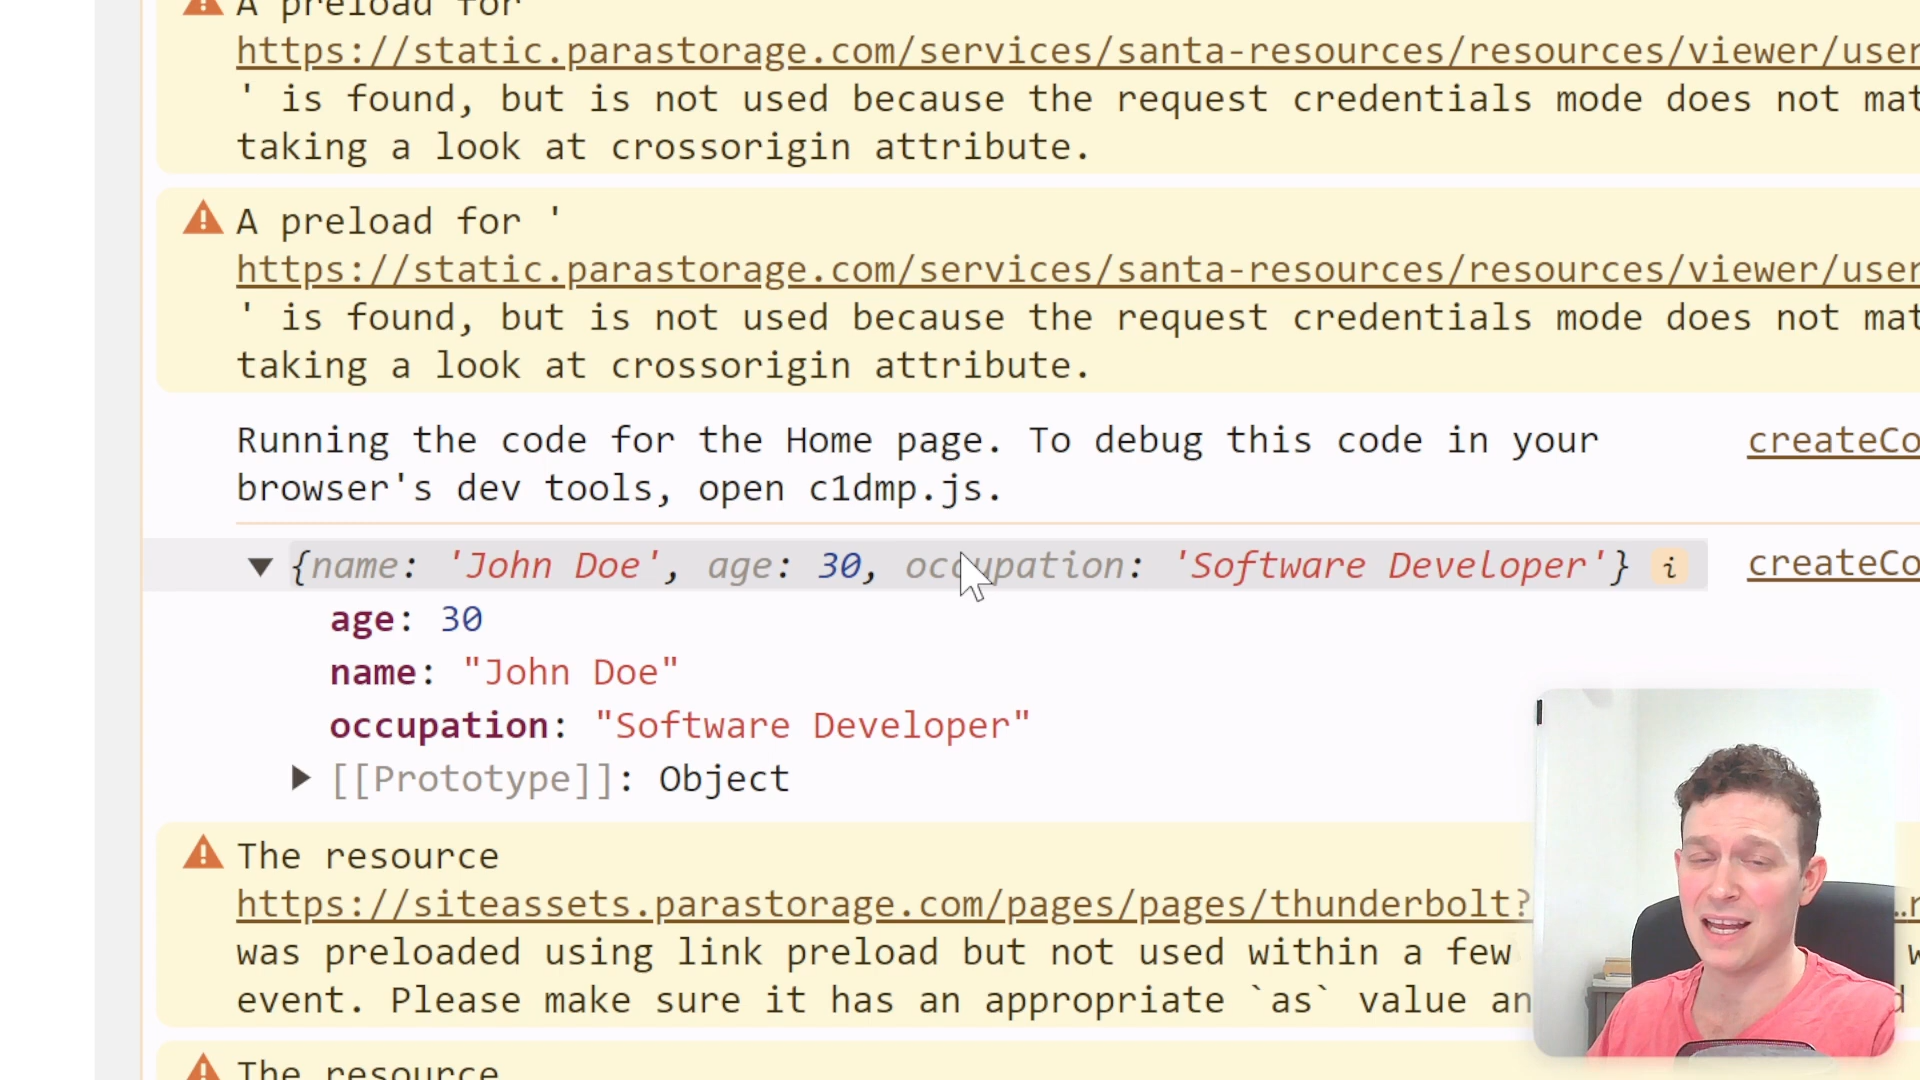 A preload for '
https://static.parastorage.com/services/santa-resources/resources/viewer/user
' is found, but is not used because the request credentials mode does not mat
taking a look at crossorigin attribute.
A preload for '
https://static.parastorage.com/services/santa-resources/resources/viewer/user
' is found, but is not used because the request credentials mode does not mat
taking a look at crossorigin attribute.
Running the code for the Home page. To debug this code in your createCo
browser's dev tools, open c1dmp.js.
{name: 'John Doe', age: 30, occupation: 'Software Developer'} i createCo
age: 30
name: "John Doe"
occupation: "Software Developer"
[[Prototype]]: Object
The resource
https://siteassets.parastorage.com/pages/pages/thunderbolt?
was preloaded using link preload but not used within a few
event. Please make sure it has an appropriate `as` value an
The resource